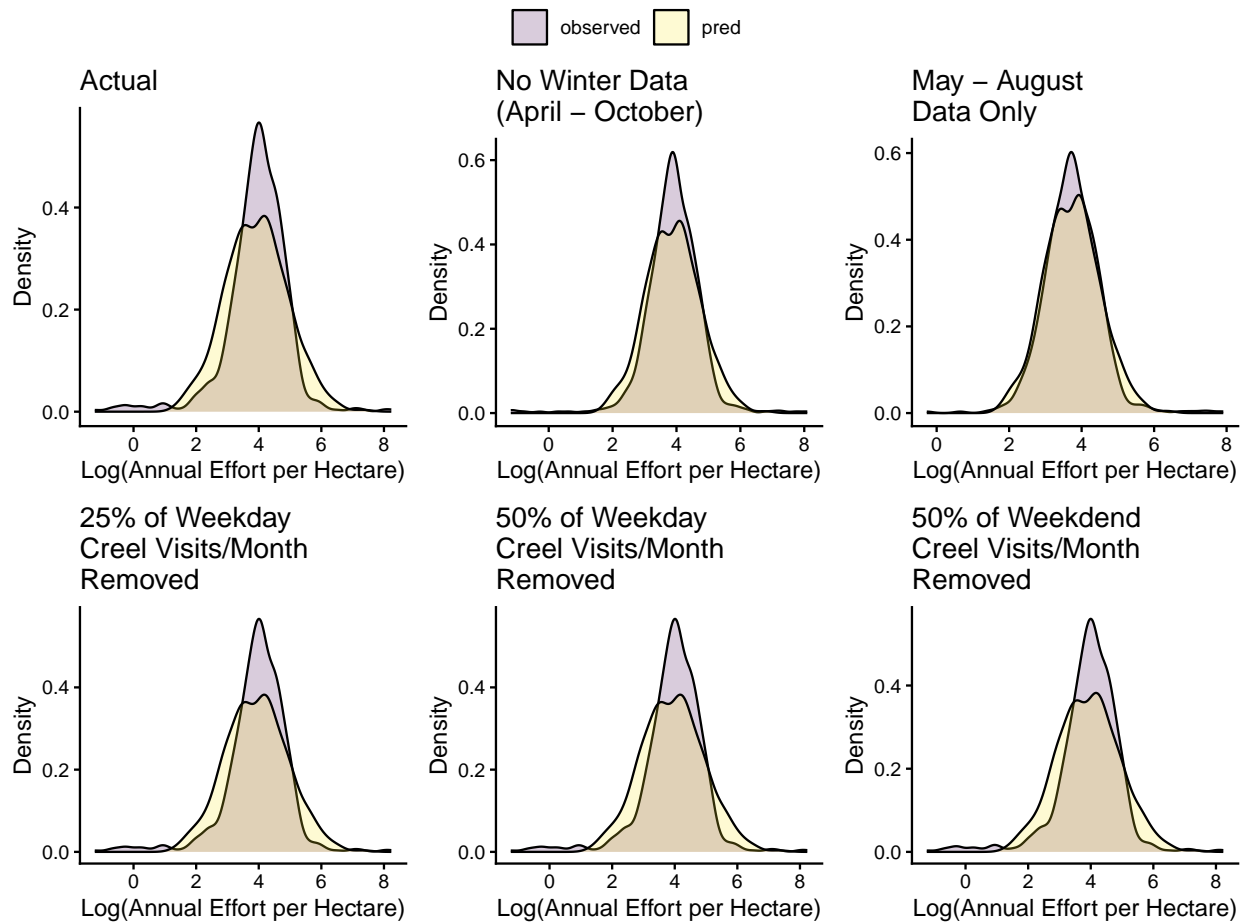 observed pred
Actual
No Winter Data
(April − October)
May − August
Data Only
Density
0.4
0.2
0.0
0 2 4 6 8
Log(Annual Effort per Hectare)
Density
0.6
0.4
0.2
0.0
0 2 4 6 8
Log(Annual Effort per Hectare)
Density
0.6
0.4
0.2
0.0
0 2 4 6 8
Log(Annual Effort per Hectare)
25% of Weekday
Creel Visits/Month
Removed
50% of Weekday
Creel Visits/Month
Removed
50% of Weekdend
Creel Visits/Month
Removed
Density
0.4
0.2
0.0
0 2 4 6 8
Log(Annual Effort per Hectare)
Density
0.4
0.2
0.0
0 2 4 6 8
Log(Annual Effort per Hectare)
Density
0.4
0.2
0.0
0 2 4 6 8
Log(Annual Effort per Hectare)